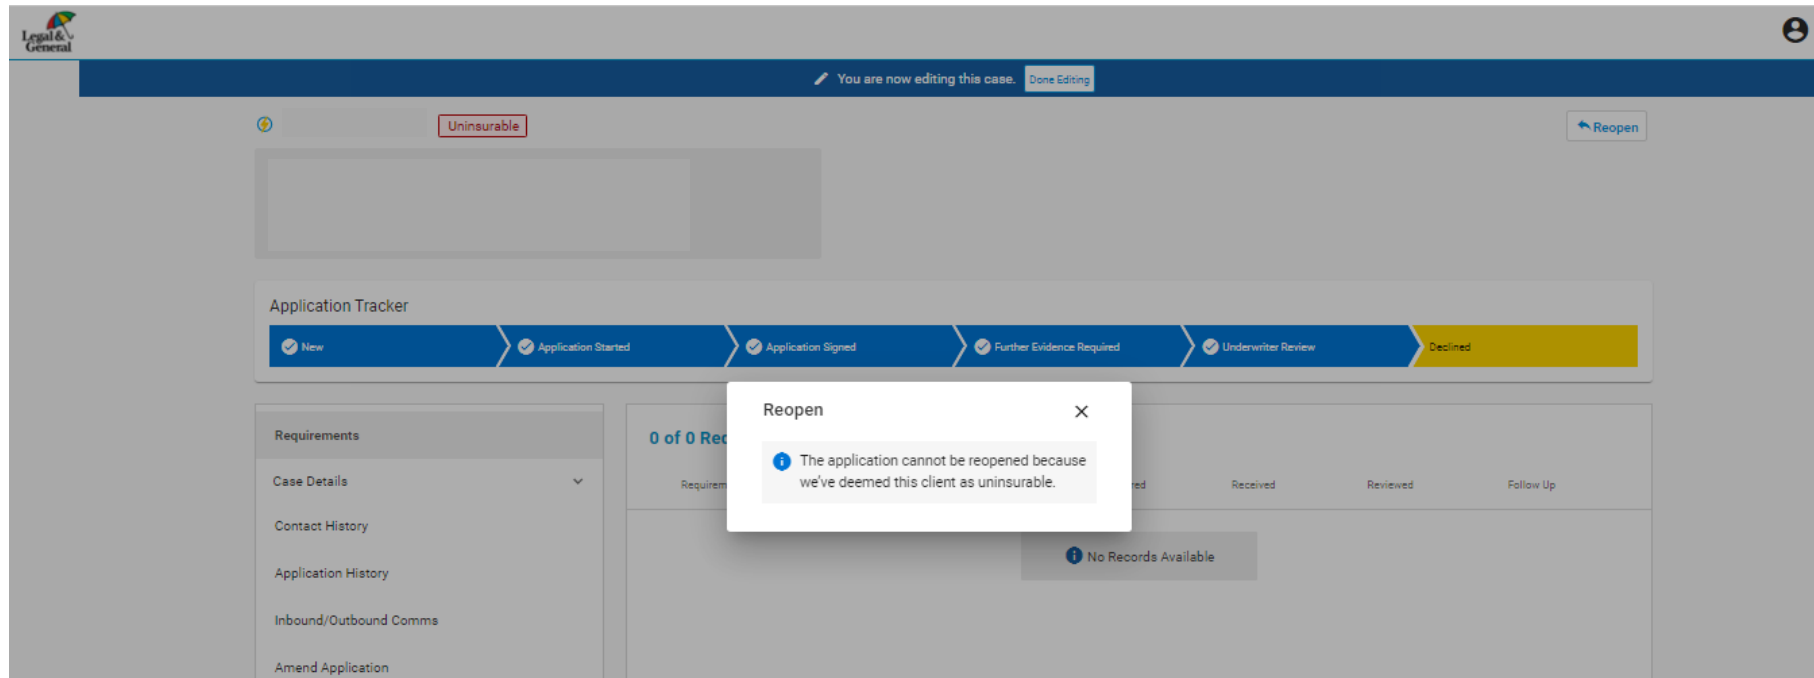 Legal &
General
You are now editing this case. Done Editing
Uninsurable
Reopen
Application Tracker
New
Application Started
Application Signed
Further Evidence Required
Underwriter Review
Declined
Reopen
The application cannot be reopened because
we've deemed this client as uninsurable.
Requirements
Case Details
Contact History
Application History
Inbound/Outbound Comms
Amend Application
0 of 0
Received
Reviewed
Follow Up
No Records Available